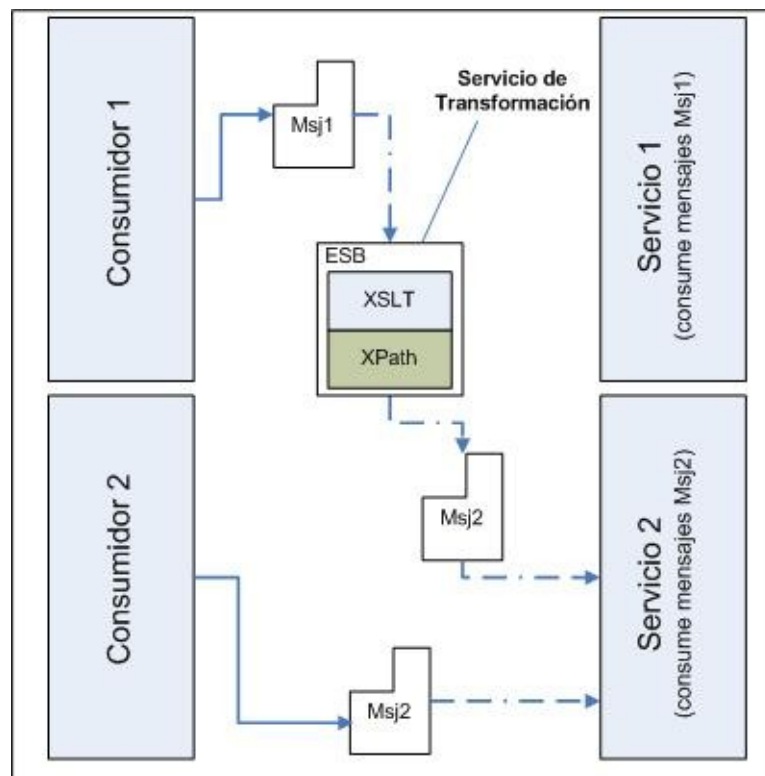 Consumidor 1
Msj1
Servicio de
Transformación
Servicio 1
(consume mensajes Msj1)
ESB
XSLT
XPath
Consumidor 2
Msj2
Servicio 2
(consume mensajes Msj2)
Msj2